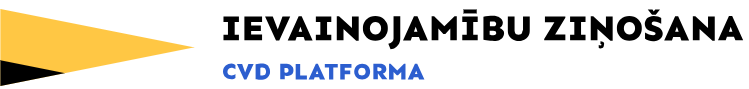 IEVAINOJAMĪBU ZIŅOŠANA
CVD PLATFORMA